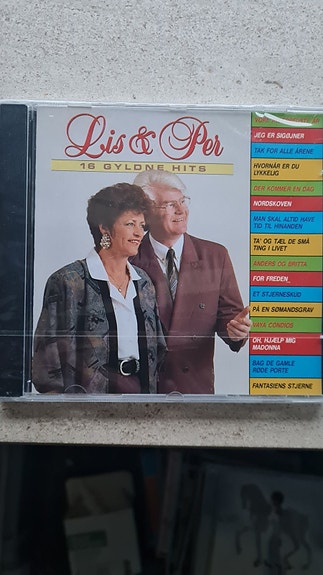 Lis & Per
16 GYLDNE HITS
JEG ER SIGØJNER
TAK FOR ALLE ÅRENE
HVORNÅR ER DU
LYKKELIG
DER KOMMER EN DAG
NORDSKOVEN
MAN SKAL ALTID HAVE
TID TIL HINANDEN
TA' OG TÆL DE SMÅ
TING I LIVET
ANDERS OG BRITTA
FOR FREDEN
ET STJERNESKUD
PÅ EN SØMANDSGRAV
VAYA CONDIOS
OH, HJÆLP MIG
MADONNA
BAG DE GAMLE
RØDE PORTE
FANTASIENS STJERNE